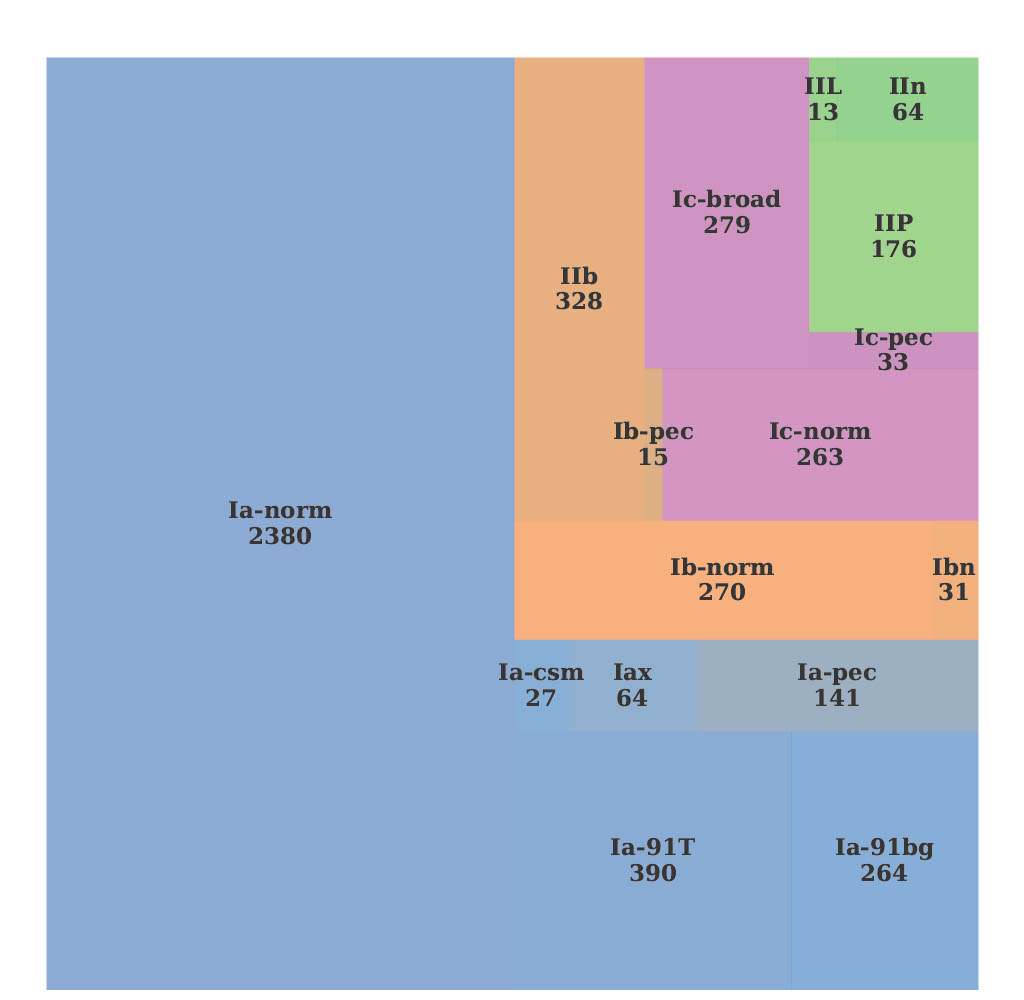 IIL
13
IIn
64
Ic-broad
279
IIP
176
IIb
328
Ic-pec
33
Ib-pec
15
Ic-norm
263
Ia-norm
2380
Ib-norm
270
Ibn
31
Ia-csm
27
Iax
64
Ia-pec
141
Ia-91T
390
Ia-91bg
264